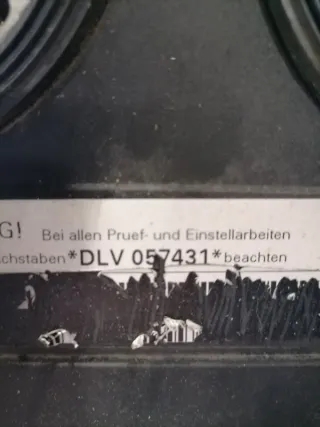 G! Bei allen Pruef- und Einstellarbeiten
chstaben *DLV 057431* beachten